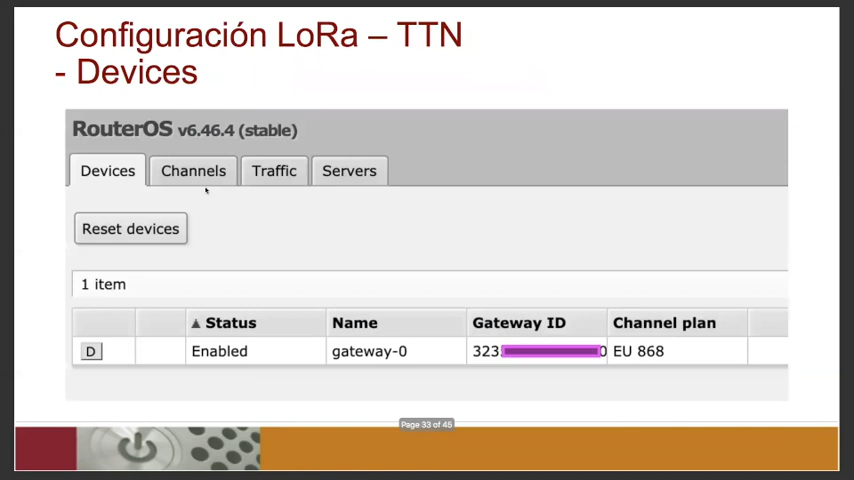 Configuración LoRa – TTN
- Devices
RouterOS v6.46.4 (stable)
Devices Channels Traffic Servers
Reset devices
1 item
▲ Status Name Gateway ID Channel plan
D Enabled gateway-0 323 0 EU 868
Page 33 of 45